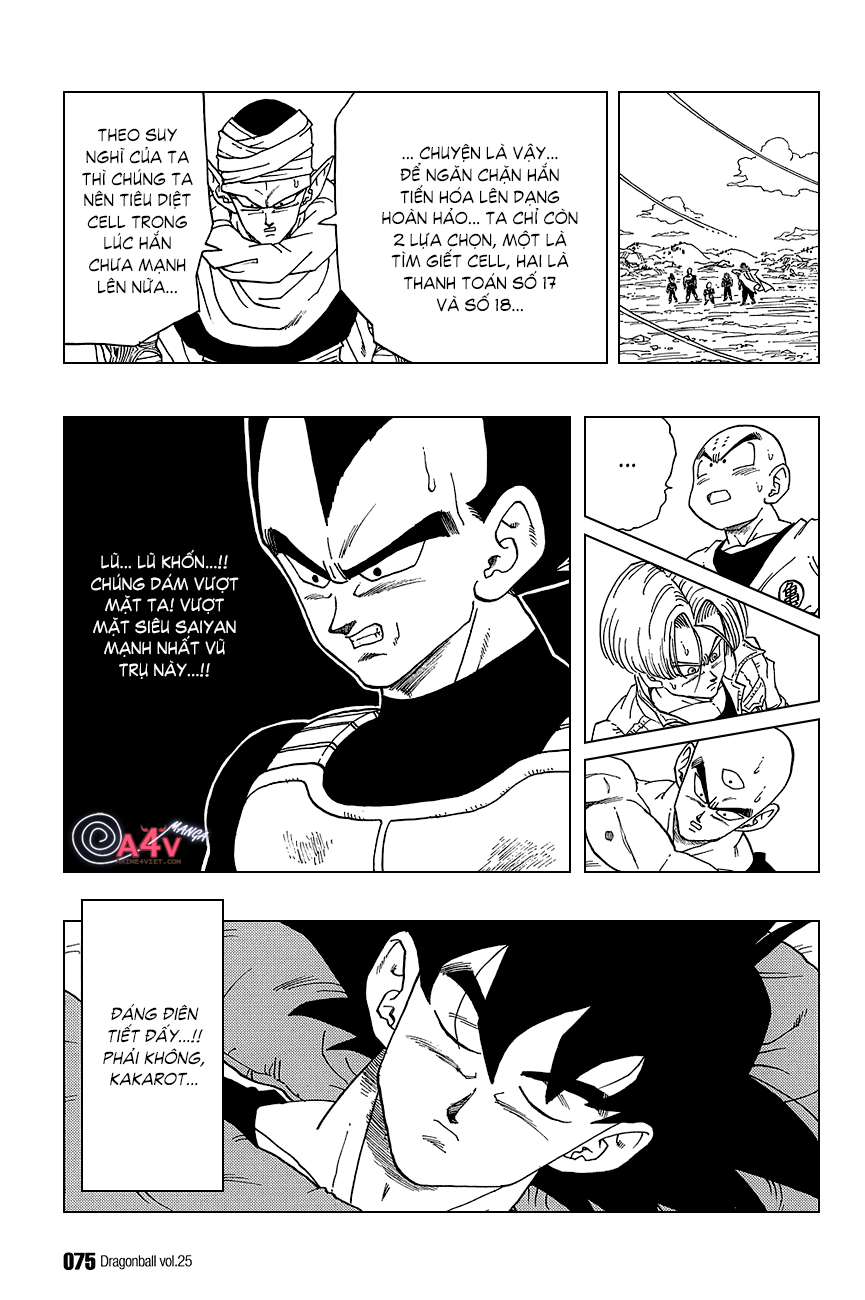 ... CHUYỆN LÀ VẬY...
ĐỂ NGĂN CHẶN HẮN
TIẾN HÓA LÊN DẠNG
HOÀN HẢO... TA CHỈ CÒN
2 LỰA CHỌN, MỘT LÀ
TÌM GIẾT CELL, HAI LÀ
THANH TOÁN SỐ 17
VÀ SỐ 18...
THEO SUY
NGHĨ CỦA TA
THÌ CHÚNG TA
NÊN TIÊU DIỆT
CELL TRONG
LÚC HẮN
CHƯA MẠNH
LÊN NỮA...
...
亀
LŨ... LŨ KHỐN...!!
CHÚNG DÁM VƯỢT
MẶT TA! VƯỢT
MẶT SIÊU SAIYAN
MẠNH NHẤT VŨ
TRỤ NÀY...!!
MANGA
A4V
ANIME4VIET.COM
ĐÁNG ĐIÊN
TIẾT ĐẤY...!!
PHẢI KHÔNG,
KAKAROT...
075 Dragonball vol.25